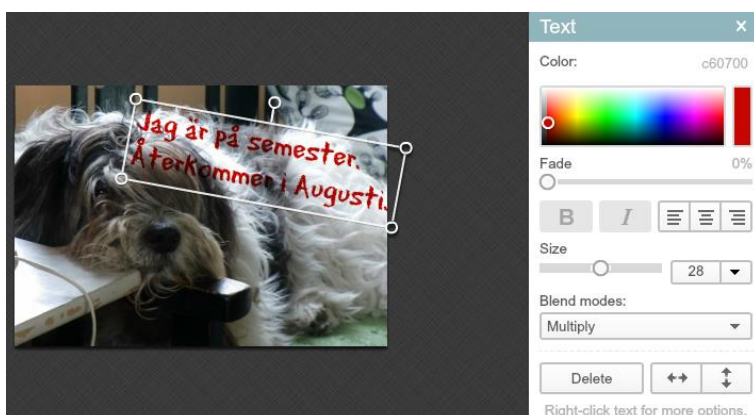 Jag är på semester.
Återkommer i Augusti.
Text x
Color: c60700
Fade 0%
B I
Size
28
Blend modes:
Multiply
Delete
Right-click text for more options.